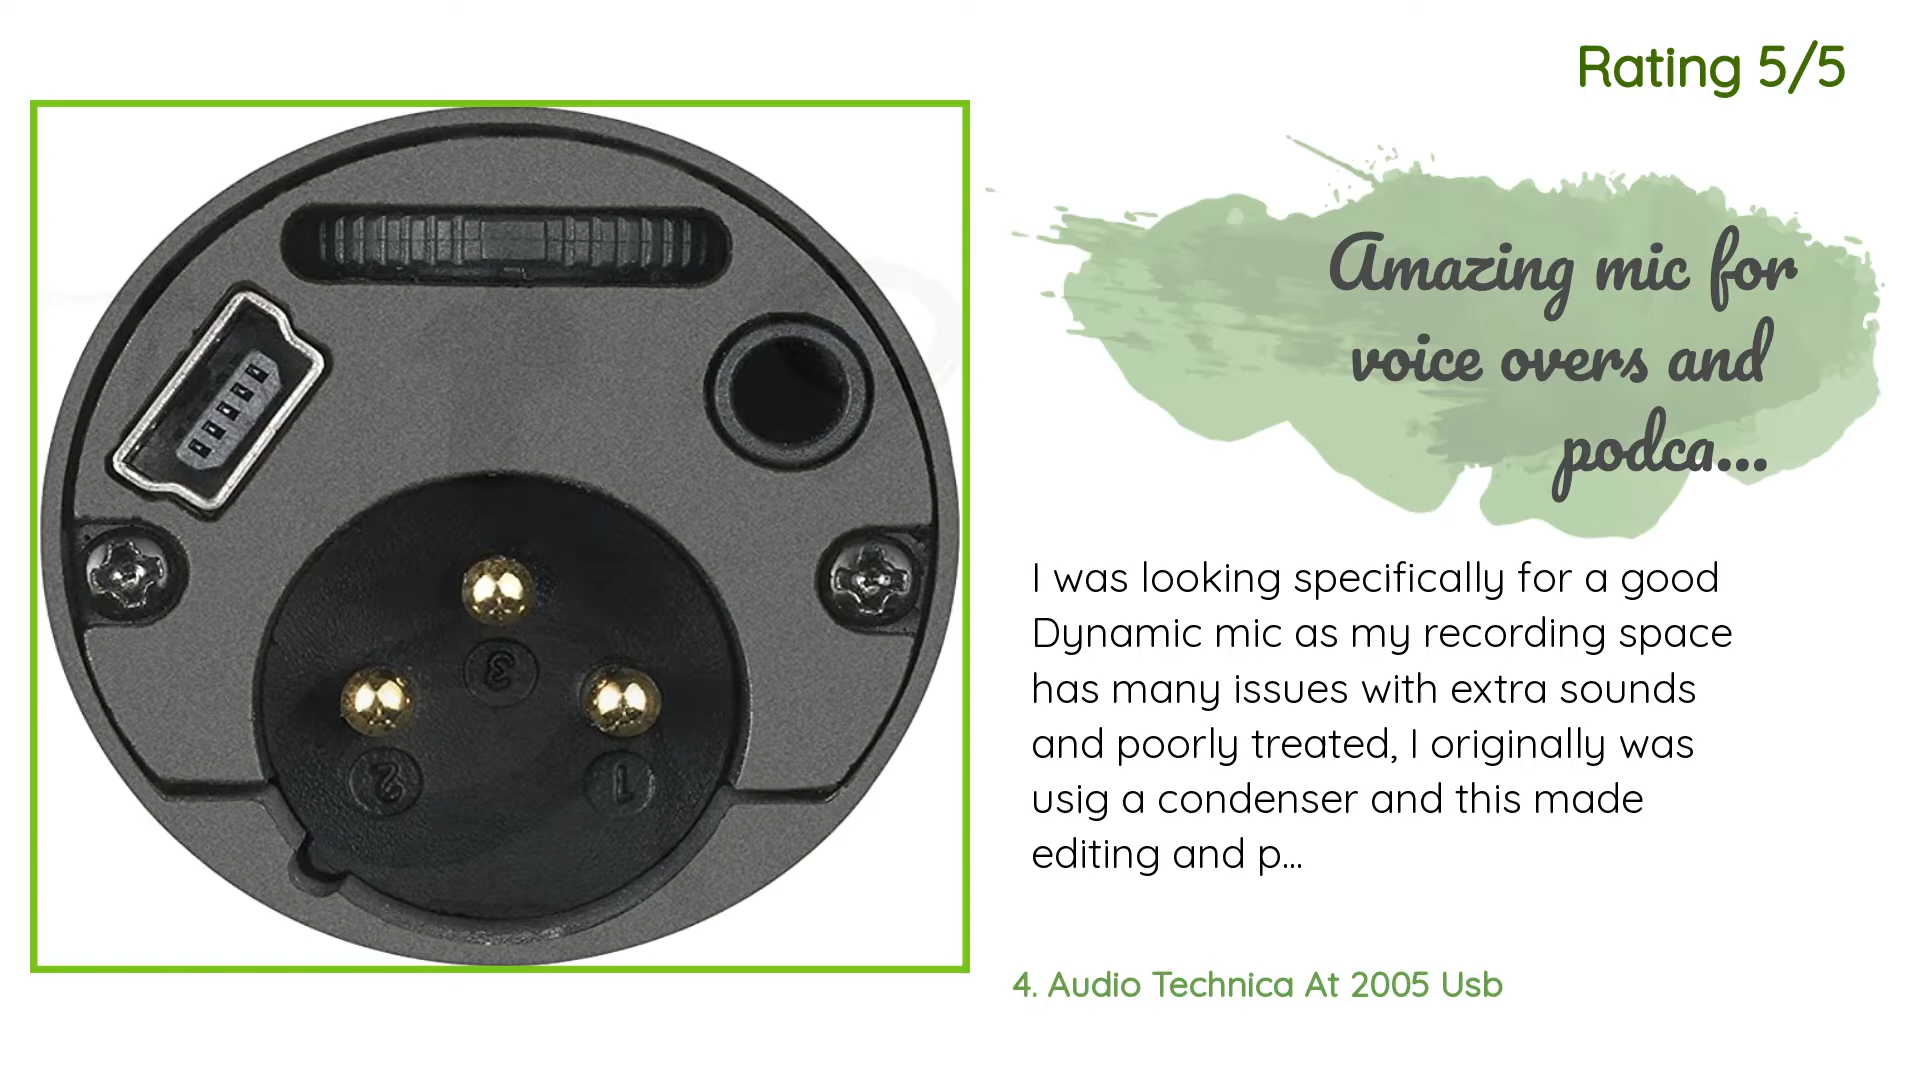 Rating 5/5
Amazing mic for
voice overs and
podca...
I was looking specifically for a good
Dynamic mic as my recording space
has many issues with extra sounds
and poorly treated, I originally was
usig a condenser and this made
editing and p...
4. Audio Technica At 2005 Usb
3
2
1